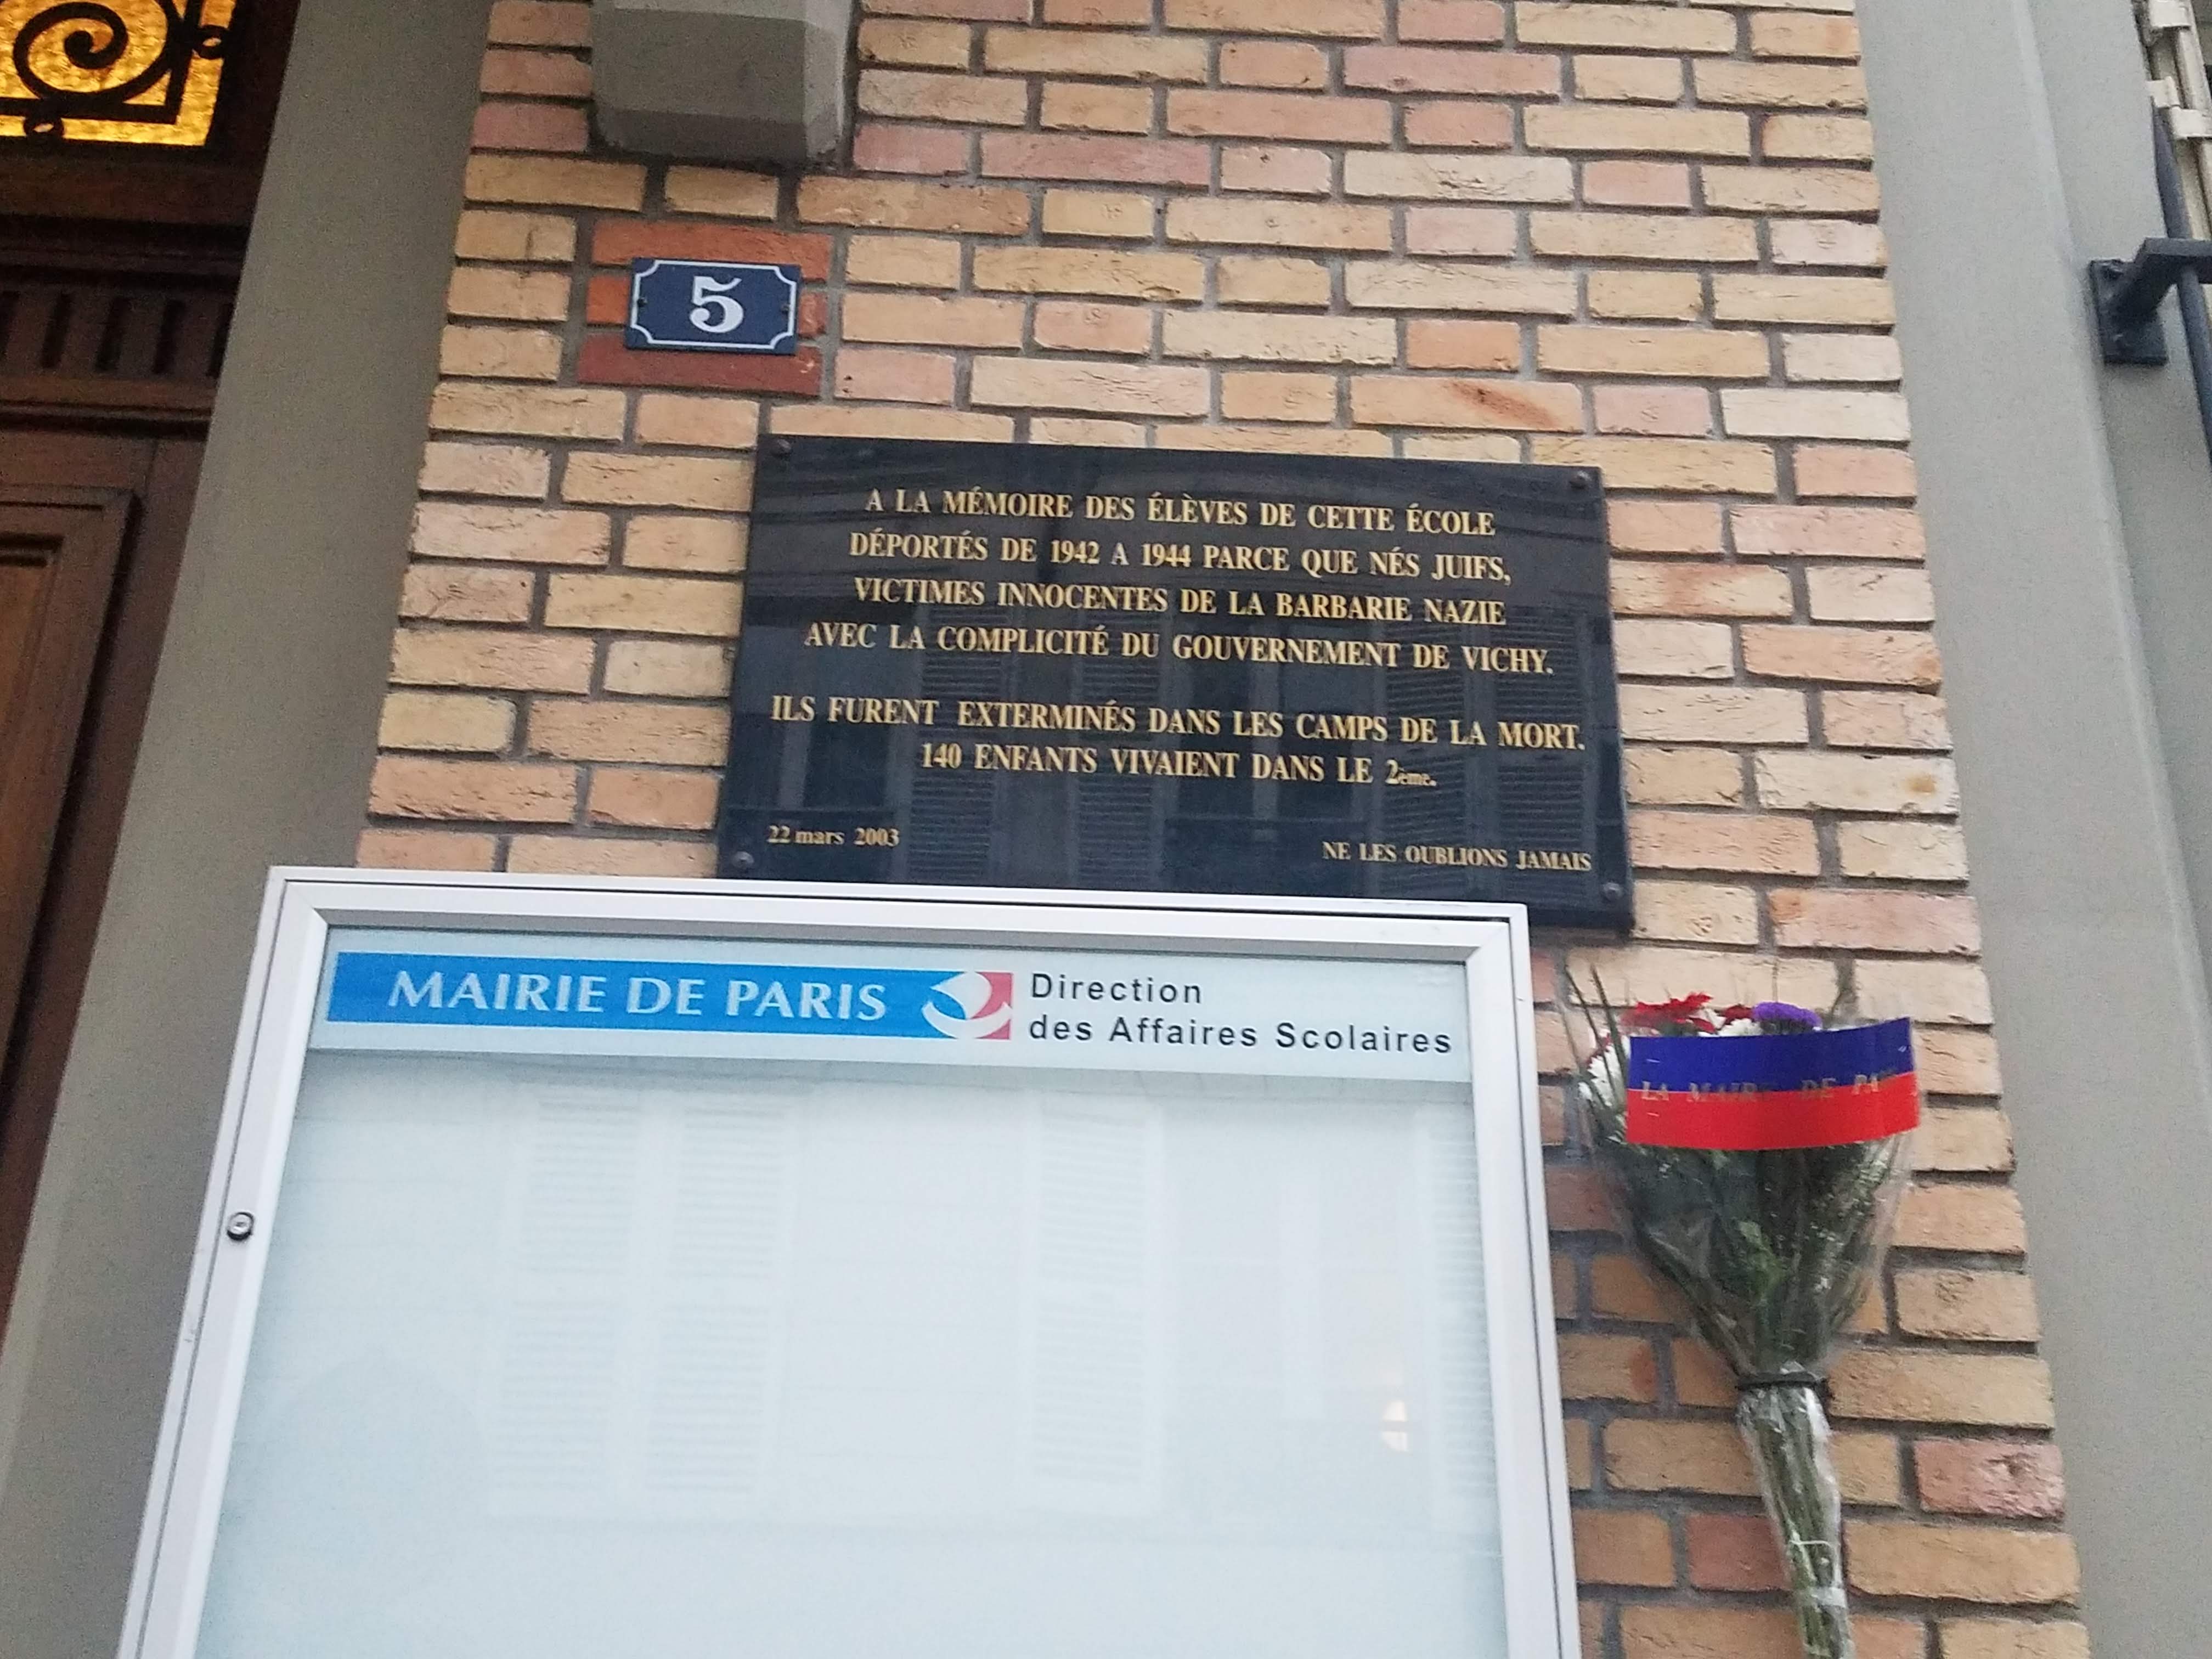 5
A LA MÉMOIRE DES ÉLÈVES DE CETTE ÉCOLE
DÉPORTÉS DE 1942 A 1944 PARCE QUE NÉS JUIFS,
VICTIMES INNOCENTES DE LA BARBARIE NAZIE
AVEC LA COMPLICITÉ DU GOUVERNEMENT DE VICHY.
ILS FURENT EXTERMINÉS DANS LES CAMPS DE LA MORT.
140 ENFANTS VIVAIENT DANS LE 2ème.
22 mars 2003
NE LES OUBLIONS JAMAIS
MAIRIE DE PARIS
Direction
des Affaires Scolaires
LA DE